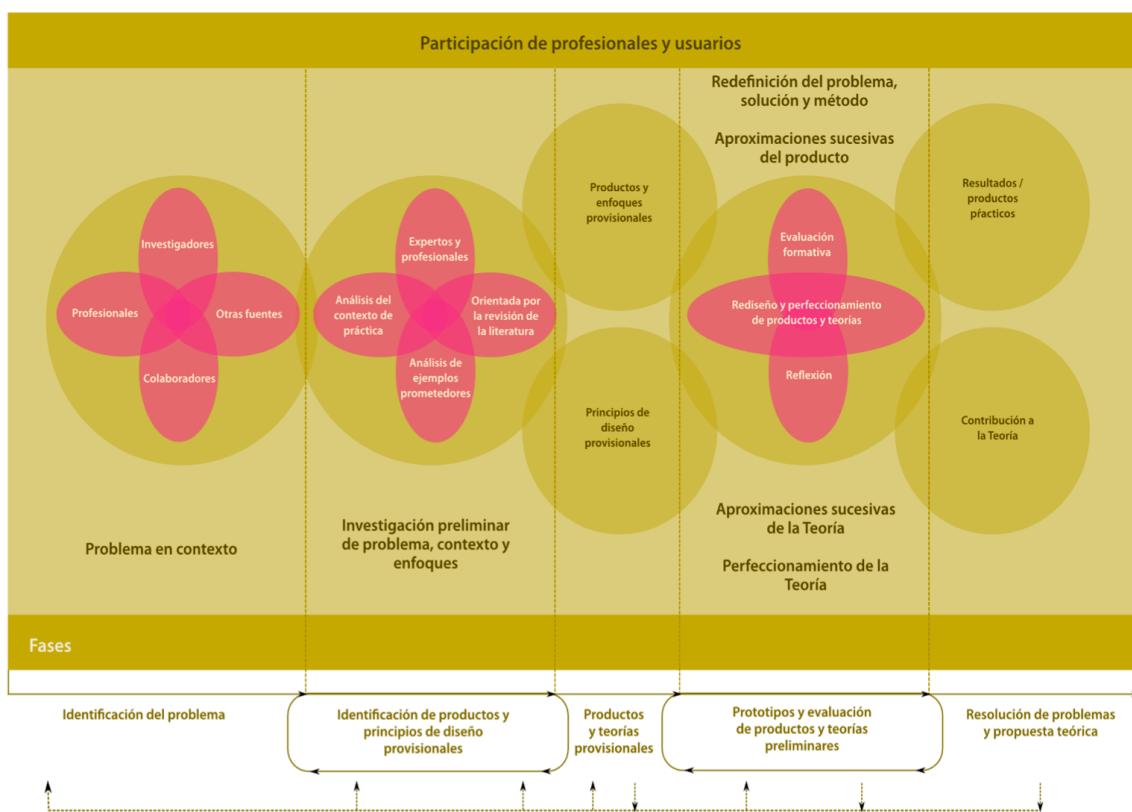 Participación de profesionales y usuarios
Investigadores
Profesionales
Otras fuentes
Colaboradores
Problema en contexto
Expertos y
profesionales
Análisis del
contexto de
práctica
Orientada por
la revisión de
la literatura
Análisis de
ejemplos
prometedores
Investigación preliminar
de problema, contexto y
enfoques
Productos y
enfoques
provisionales
Principios de
diseño
provisionales
Redefinición del problema,
solución y método
Aproximaciones sucesivas
del producto
Evaluación
formativa
Rediseño y perfeccionamiento
de productos y teorías
Reflexión
Aproximaciones sucesivas
de la Teoría
Perfeccionamiento de la
Teoría
Resultados /
productos
pŕacticos
Contribución a
la Teoría
Fases
Identificación del problema
Identificación de productos y
principios de diseño
provisionales
Productos
y teorías
provisionales
Prototipos y evaluación
de productos y teorías
preliminares
Resolución de problemas
y propuesta teórica